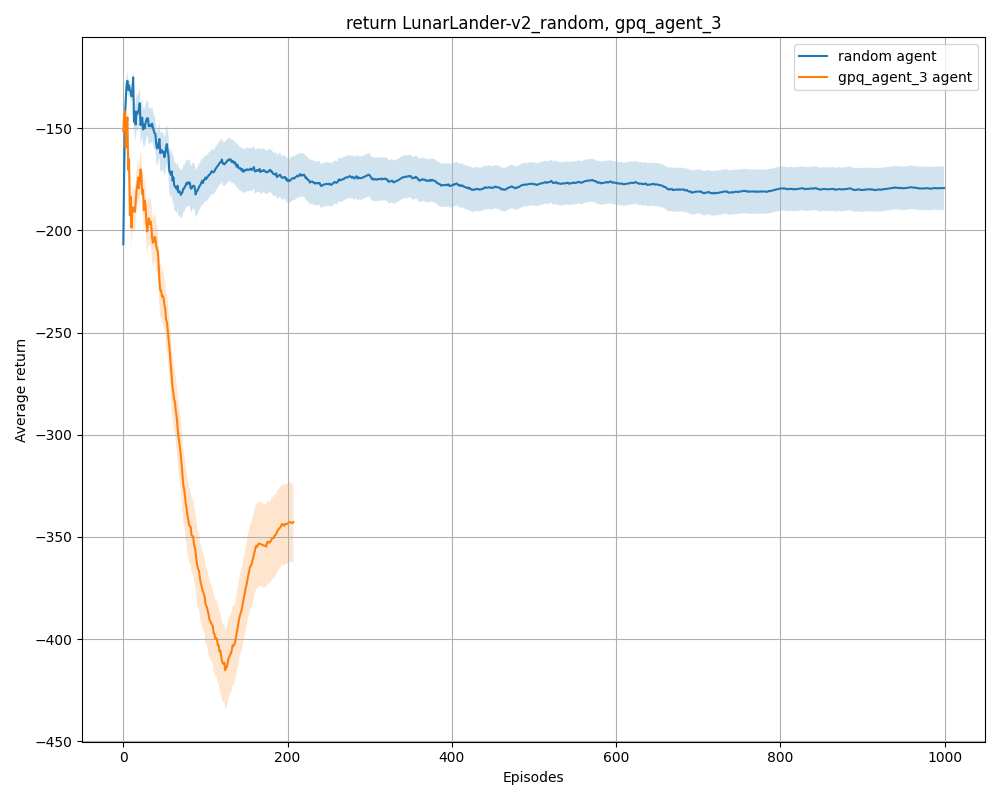 return LunarLander-v2_random, gpq_agent_3
random agent
gpq_agent_3 agent
Average return
−150
−200
−250
−300
−350
−400
−450
0
200
400
600
800
1000
Episodes